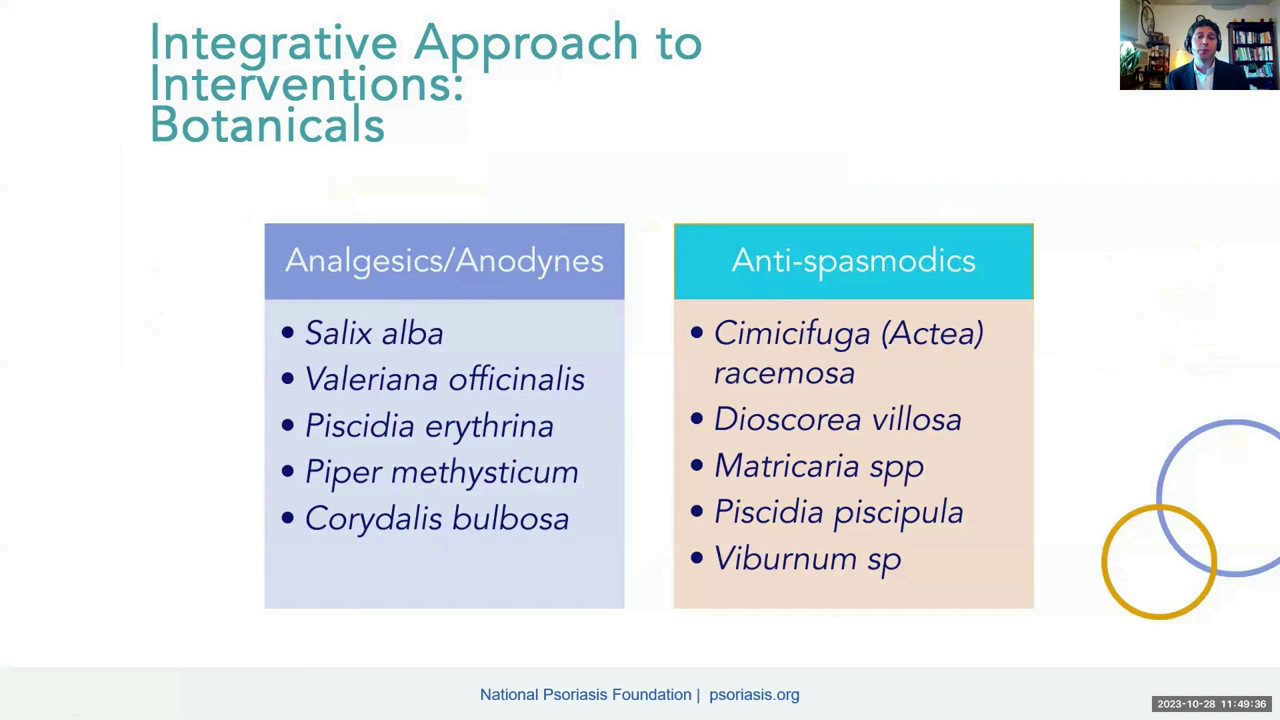 Integrative Approach to
Interventions:
Botanicals
Analgesics/Anodynes
• Salix alba
• Valeriana officinalis
• Piscidia erythrina
• Piper methysticum
• Corydalis bulbosa
Anti-spasmodics
• Cimicifuga (Actea)
racemosa
• Dioscorea villosa
• Matricaria spp
• Piscidia piscipula
• Viburnum sp
National Psoriasis Foundation | psoriasis.org
2023-10-28 11:49:36